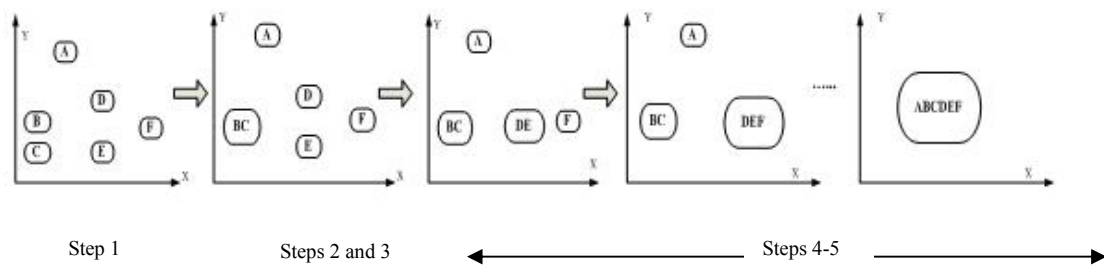 Y
A
D
B
C
E
F
X
Y
A
D
BC
F
E
X
Y
A
BC
DE
F
X
Y
A
BC
DEF
X
......
Y
ABCDEF
X
Step 1
Steps 2 and 3
Steps 4-5